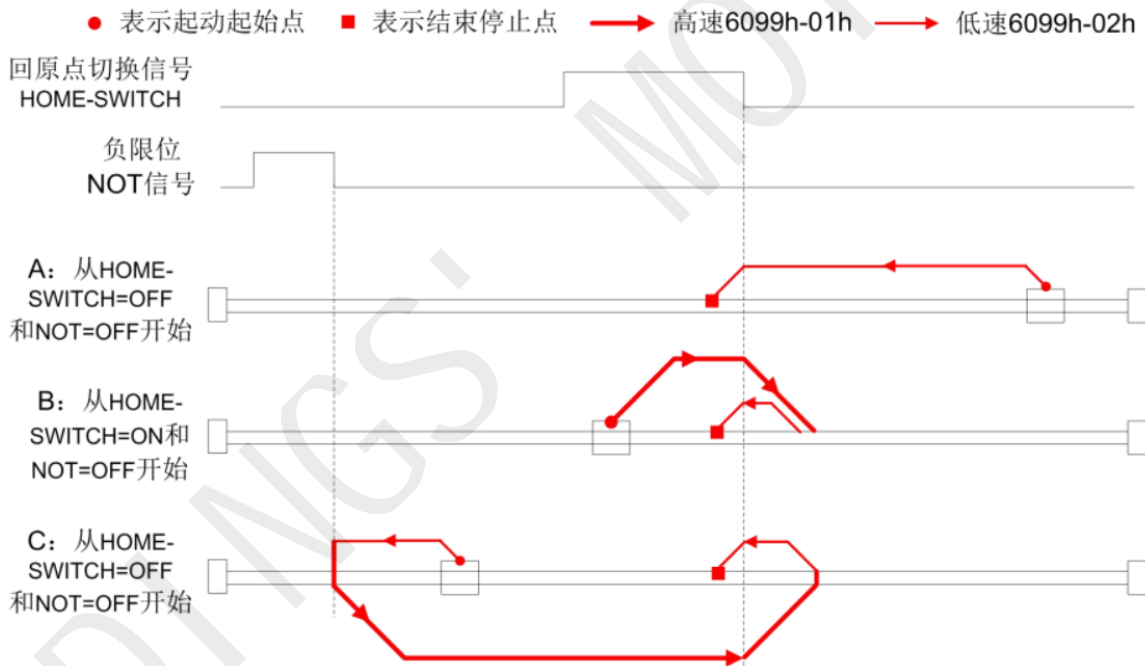 表示起动起始点 表示结束停止点 高速6099h-01h 低速6099h-02h
回原点切换信号
HOME-SWITCH
负限位
NOT信号
A：从HOME-
SWITCH=OFF
和NOT=OFF开始
B：从HOME-
SWITCH=ON和
NOT=OFF开始
C：从HOME-
SWITCH=OFF
和NOT=OFF开始
DINGS' MOT